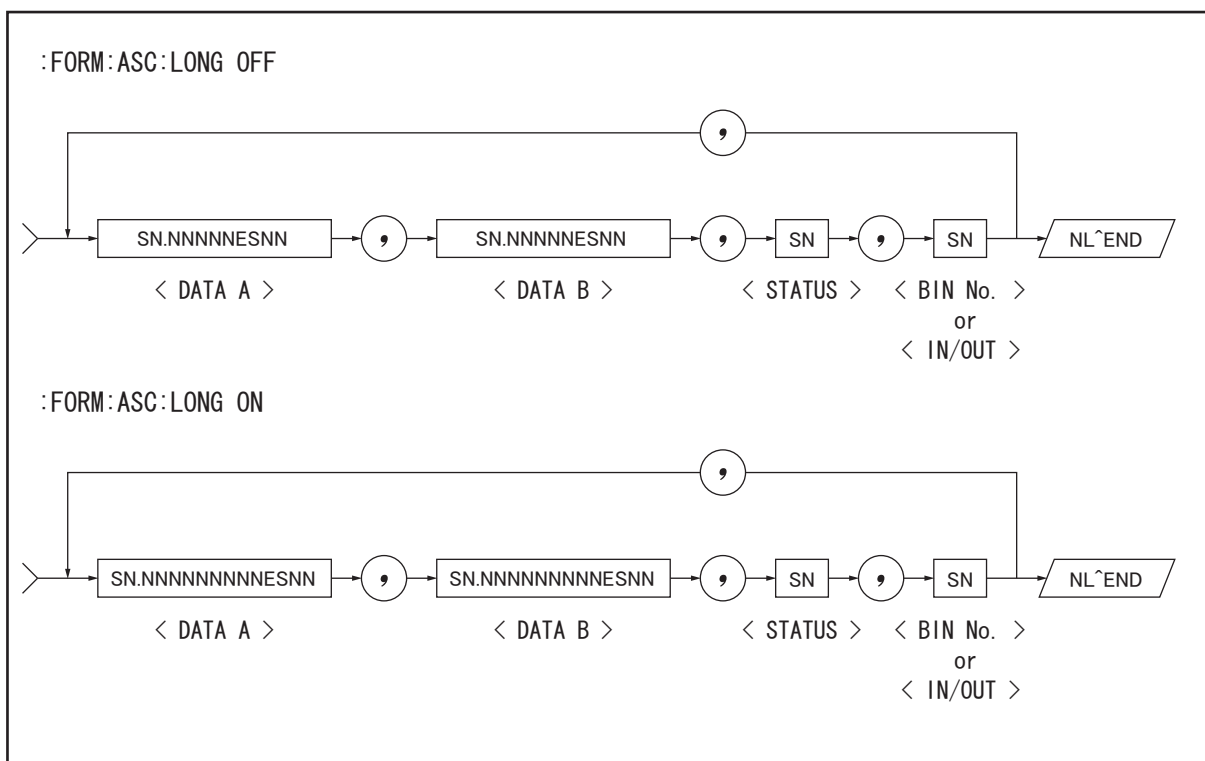 :FORM:ASC:LONG OFF
,
SN.NNNNNESNN , SN.NNNNNESNN , SN , SN NL^END
< DATA A > < DATA B > < STATUS > < BIN No. >
or
< IN/OUT >
:FORM:ASC:LONG ON
,
SN.NNNNNNNNNESNN , SN.NNNNNNNNNESNN , SN , SN NL^END
< DATA A > < DATA B > < STATUS > < BIN No. >
or
< IN/OUT >